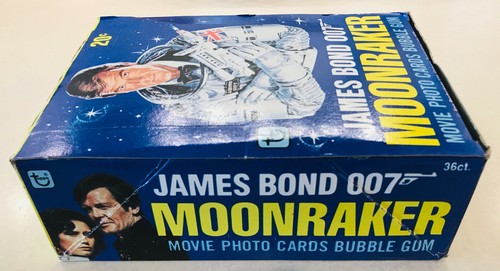 20¢
JAMES BOND 007
MOONRAKER
MOVIE PHOTO CARDS BUBBLE GUM
36ct.
JAMES BOND 007
MOONRAKER
MOVIE PHOTO CARDS BUBBLE GUM